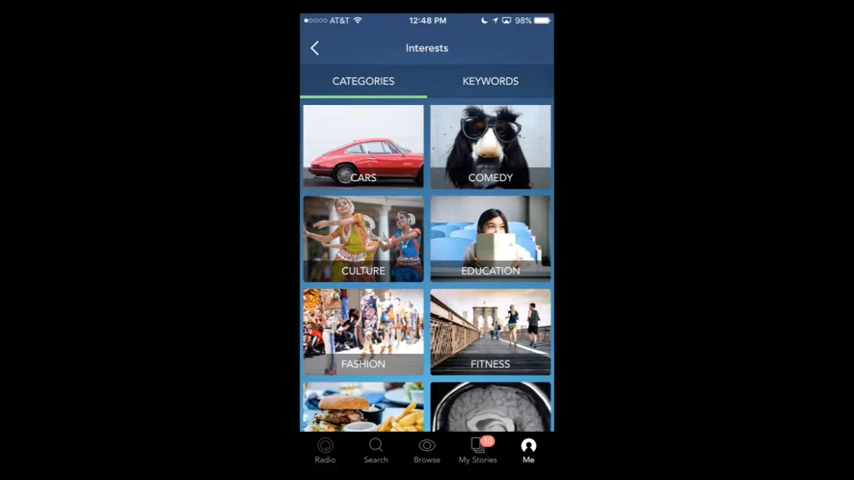 AT&T 12:48 PM 98%
Interests
CATEGORIES KEYWORDS
CARS COMEDY
CULTURE EDUCATION
FASHION FITNESS
10
Radio Search Browse My Stories Me